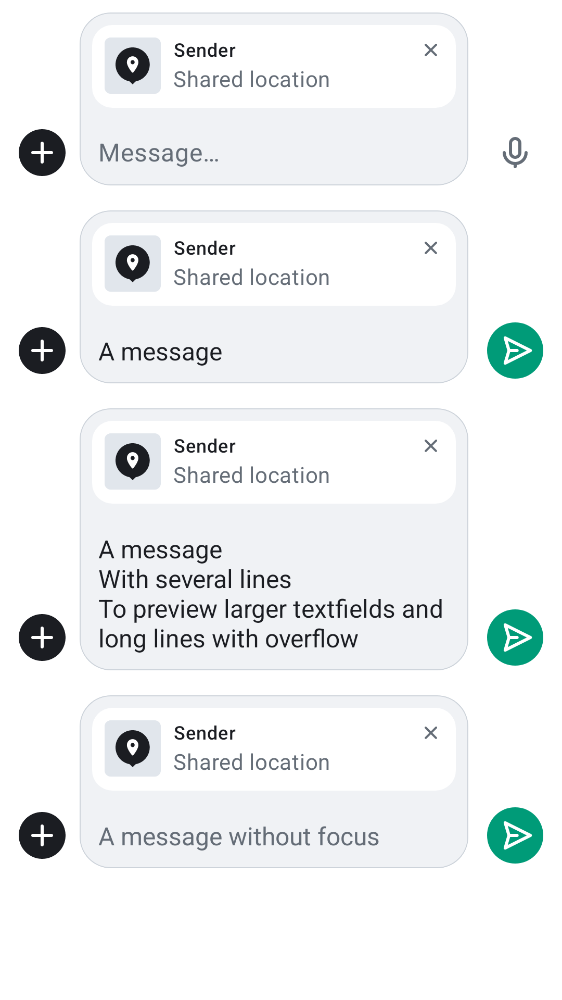 Sender
Shared location
Message…
Sender
Shared location
A message
Sender
Shared location
A message
With several lines
To preview larger textfields and
long lines with overflow
Sender
Shared location
A message without focus